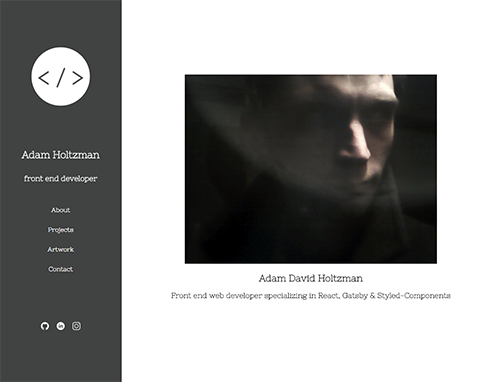 </>
Adam Holtzman
front end developer
About
Projects
Artwork
Contact
in
Adam David Holtzman
Front end web developer specializing in React, Gatsby & Styled-Components